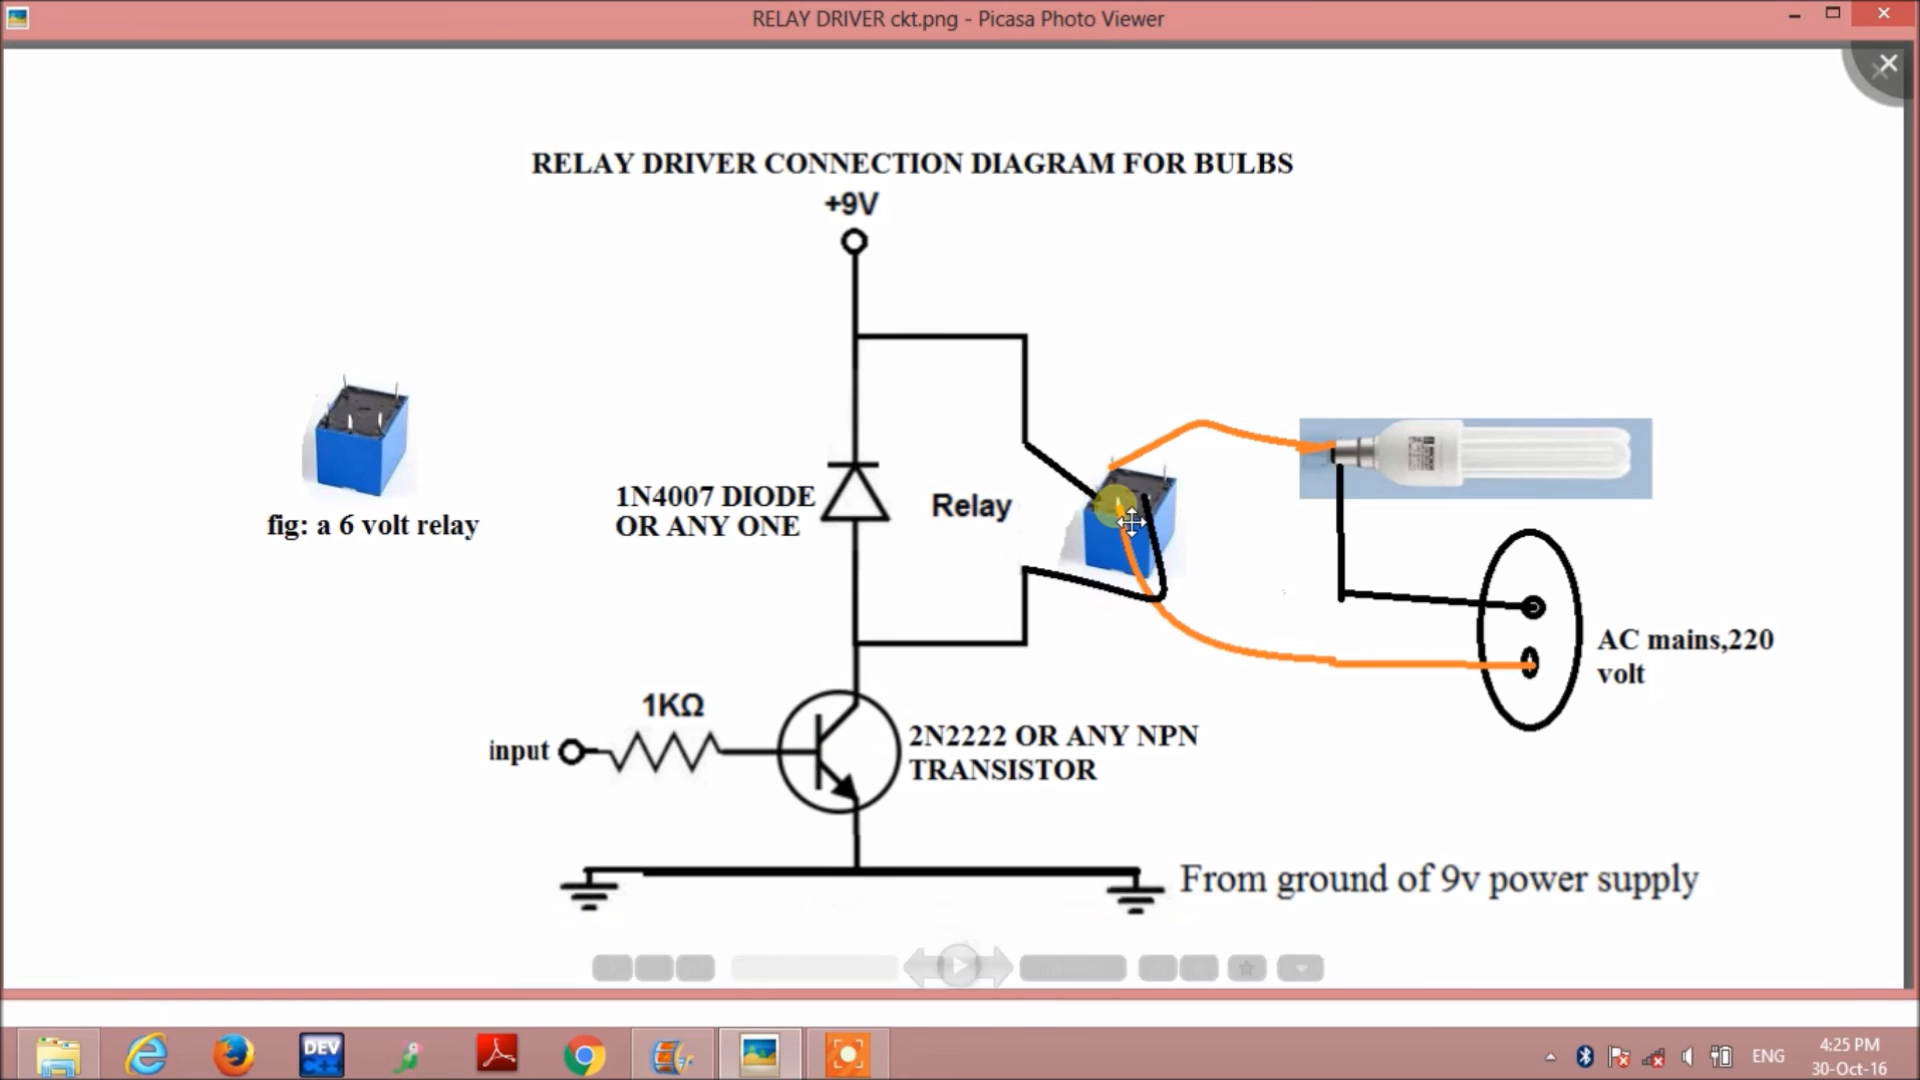 RELAY DRIVER ckt.png - Picasa Photo Viewer
RELAY DRIVER CONNECTION DIAGRAM FOR BULBS
+9V
1N4007 DIODE
OR ANY ONE
Relay
fig: a 6 volt relay
AC mains,220
volt
1KΩ
input
2N2222 OR ANY NPN
TRANSISTOR
From ground of 9v power supply
DEV
C++
ENG
4:25 PM
30-Oct-16